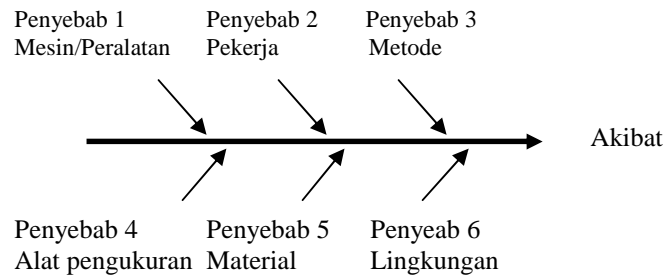 Penyebab 1
Mesin/Peralatan
Penyebab 2
Pekerja
Penyebab 3
Metode
Akibat
Penyebab 4
Alat pengukuran
Penyebab 5
Material
Penyeab 6
Lingkungan